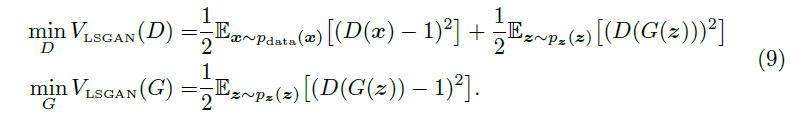 min_D V_LSGAN(D) = 1/2 𝔼_{x∼p_data(x)}[(D(x) − 1)^2] + 1/2 𝔼_{z∼p_z(z)}[(D(G(z)))^2]
(9)
min_G V_LSGAN(G) = 1/2 𝔼_{z∼p_z(z)}[(D(G(z)) − 1)^2].